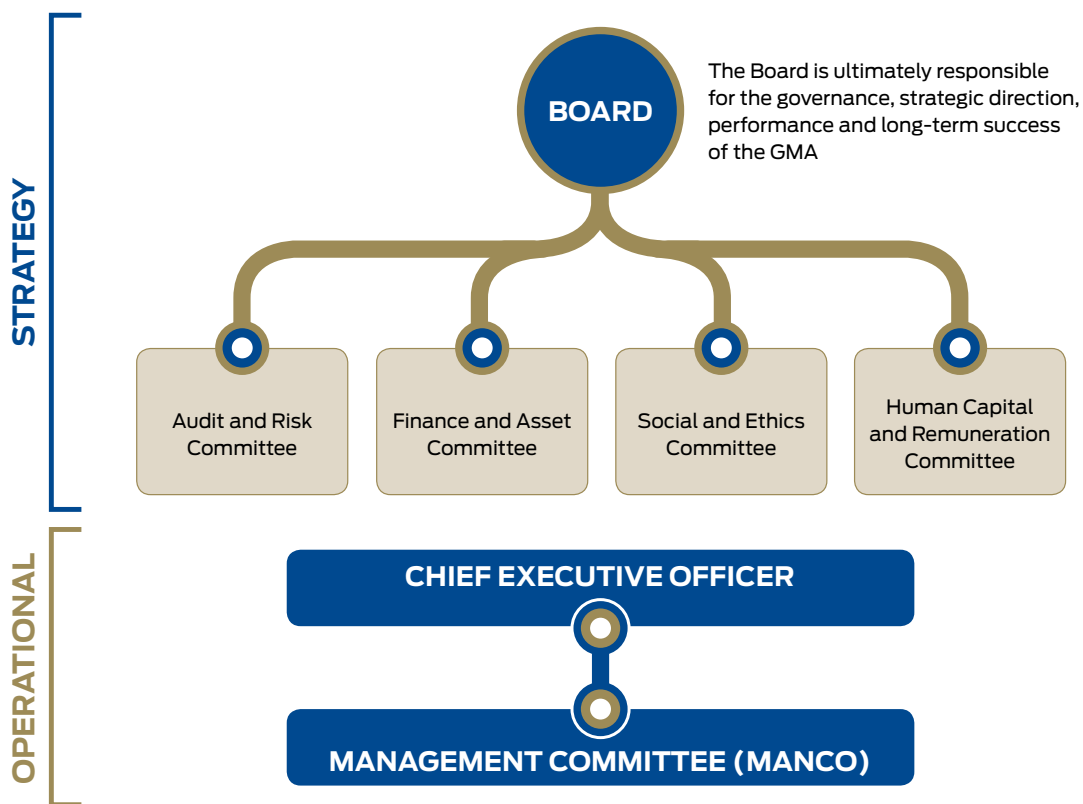 STRATEGY
BOARD
The Board is ultimately responsible
for the governance, strategic direction,
performance and long-term success
of the GMA
Audit and Risk
Committee
Finance and Asset
Committee
Social and Ethics
Committee
Human Capital
and Remuneration
Committee
OPERATIONAL
CHIEF EXECUTIVE OFFICER
MANAGEMENT COMMITTEE (MANCO)